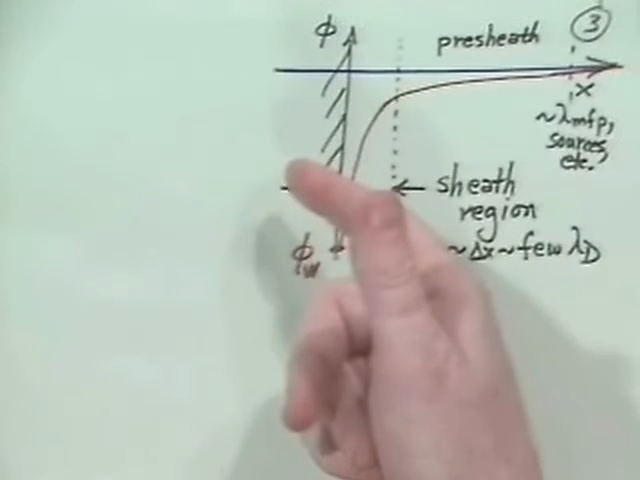 ϕ
presheath
3
x
~λmfp,
sources,
etc.
sheath
region
ϕw
~Δx~few λD